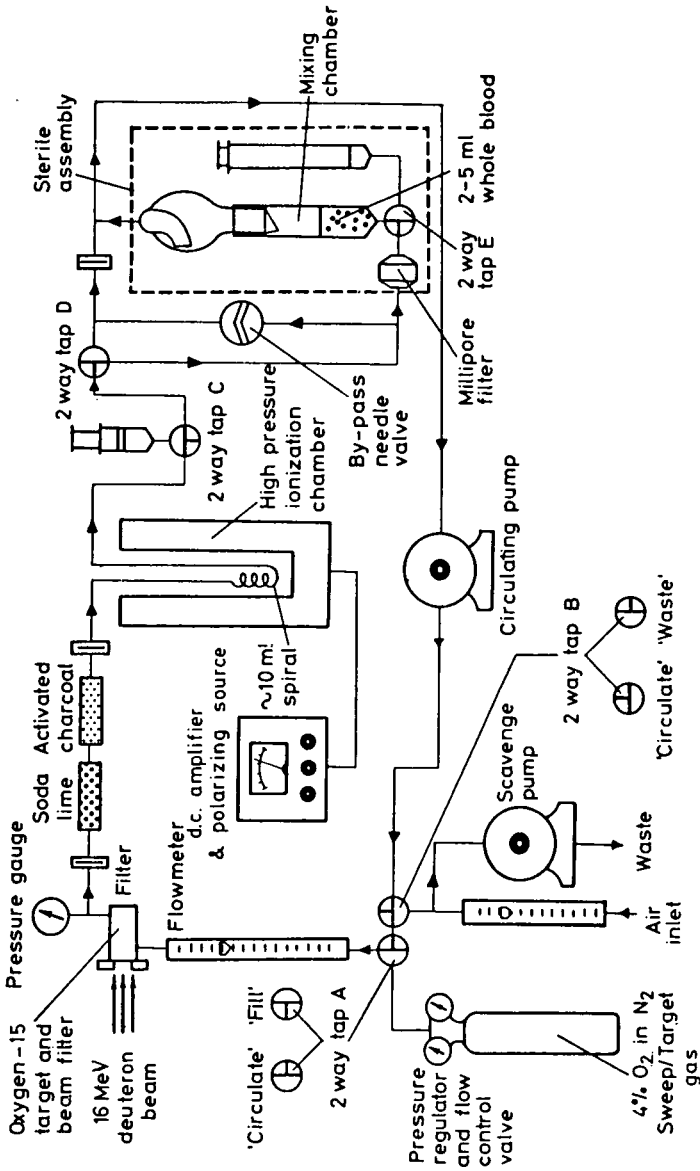 Oxygen-15
target and
beam filter
Pressure gauge
Soda
lime
Activated
charcoal
16 MeV
deuteron
beam
Filter
Flowmeter
d.c. amplifier
& polarizing source
~10 ml
spiral
High pressure
ionization
chamber
2 way tap C
2 way tap D
By-pass
needle
valve
Sterile
assembly
Mixing
chamber
2-5 ml
whole blood
2 way
tap E
Millipore
filter
'Circulate' 'Fill'
2 way tap A
Pressure
regulator
and flow
control
valve
4% O2 in N2
Sweep/Target
gas
Air
inlet
Waste
Scavenge
pump
Circulating pump
2 way tap B
'Circulate' 'Waste'